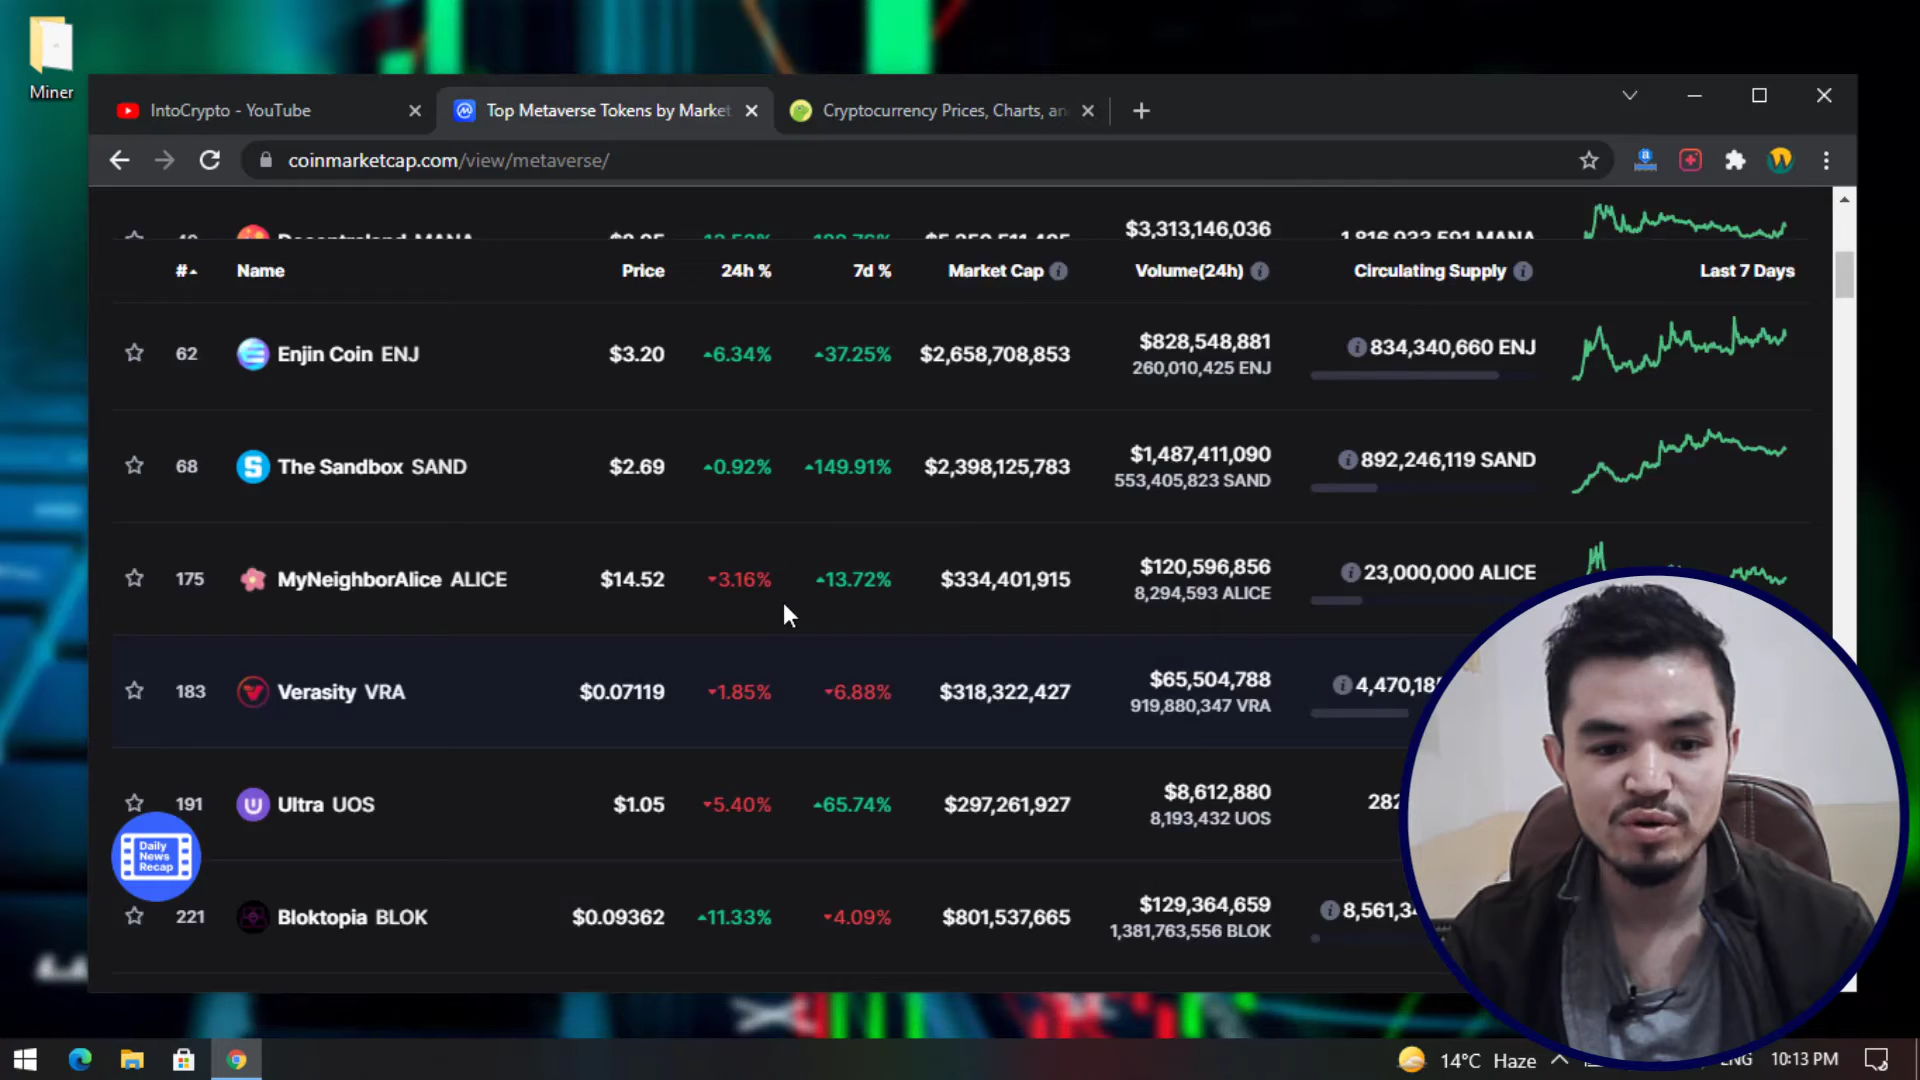 Miner
IntoCrypto - YouTube
Top Metaverse Tokens by Market
Cryptocurrency Prices, Charts, an
coinmarketcap.com/view/metaverse/
$3,313,146,036
# Name Price 24h % 7d % Market Cap Volume(24h) Circulating Supply Last 7 Days
62 Enjin Coin ENJ $3.20 6.34% 37.25% $2,658,708,853 $828,548,881 834,340,660 ENJ
260,010,425 ENJ
68 The Sandbox SAND $2.69 0.92% 149.91% $2,398,125,783 $1,487,411,090 892,246,119 SAND
553,405,823 SAND
175 MyNeighborAlice ALICE $14.52 3.16% 13.72% $334,401,915 $120,596,856 23,000,000 ALICE
8,294,593 ALICE
183 Verasity VRA $0.07119 1.85% 6.88% $318,322,427 $65,504,788
919,880,347 VRA
191 Ultra UOS $1.05 5.40% 65.74% $297,261,927 $8,612,880
8,193,432 UOS
Daily
News
Recap
221 Bloktopia BLOK $0.09362 11.33% 4.09% $801,537,665 $129,364,659
1,381,763,556 BLOK
14°C Haze
10:13 PM